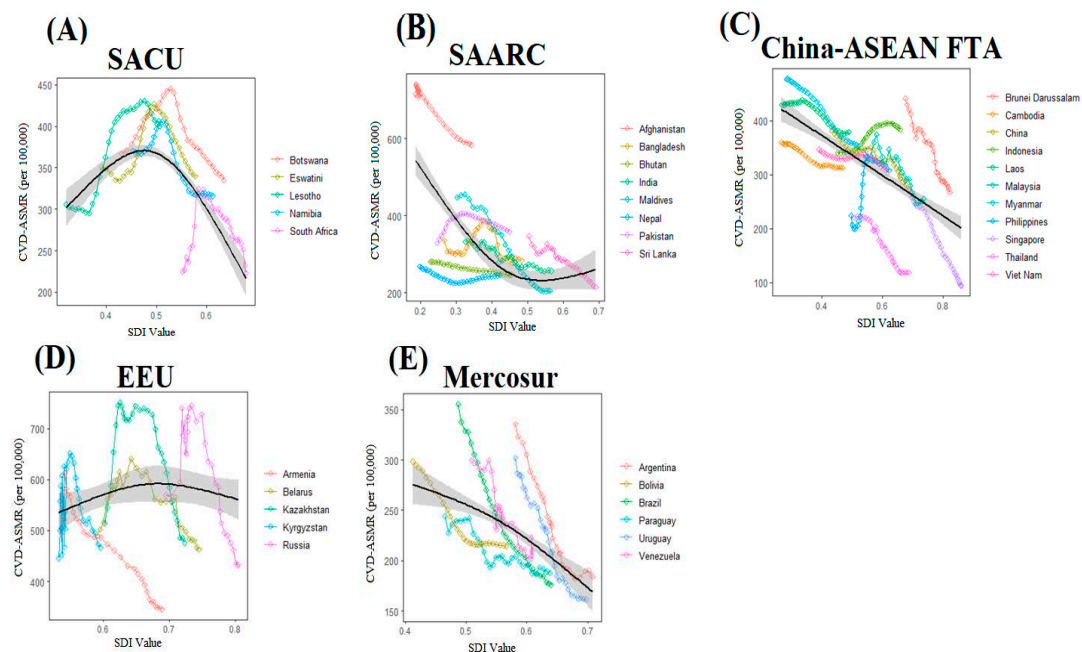 (A)
SACU
CVD-ASMR (per 100,000)
450
400
350
300
250
200
0.4
0.5
0.6
SDI Value
Botswana
Eswatini
Lesotho
Namibia
South Africa
(B)
SAARC
CVD-ASMR (per 100,000)
600
400
200
0.2
0.3
0.4
0.5
0.6
0.7
SDI Value
Afghanistan
Bangladesh
Bhutan
India
Maldives
Nepal
Pakistan
Sri Lanka
(C)
China-ASEAN FTA
CVD-ASMR (per 100,000)
400
300
200
100
0.4
0.6
0.8
SDI Value
Brunei Darussalam
Cambodia
China
Indonesia
Laos
Malaysia
Myanmar
Philippines
Singapore
Thailand
Viet Nam
(D)
EEU
CVD-ASMR (per 100,000)
700
600
500
400
0.6
0.7
0.8
SDI Value
Armenia
Belarus
Kazakhstan
Kyrgyzstan
Russia
(E)
Mercosur
CVD-ASMR (per 100,000)
350
300
250
200
150
0.4
0.5
0.6
0.7
SDI Value
Argentina
Bolivia
Brazil
Paraguay
Uruguay
Venezuela